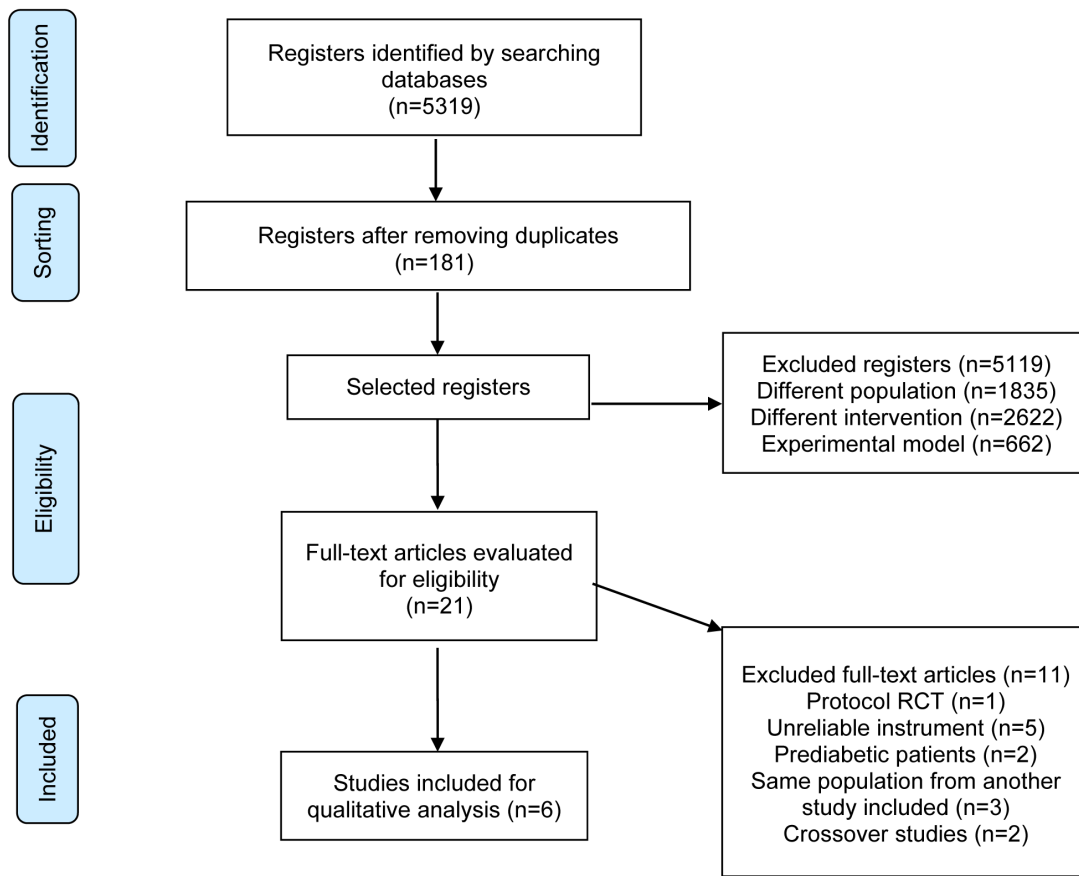 Identification
Registers identified by searching
databases
(n=5319)
Sorting
Registers after removing duplicates
(n=181)
Selected registers
Excluded registers (n=5119)
Different population (n=1835)
Different intervention (n=2622)
Experimental model (n=662)
Eligibility
Full-text articles evaluated
for eligibility
(n=21)
Excluded full-text articles (n=11)
Protocol RCT (n=1)
Unreliable instrument (n=5)
Prediabetic patients (n=2)
Same population from another
study included (n=3)
Crossover studies (n=2)
Included
Studies included for
qualitative analysis (n=6)